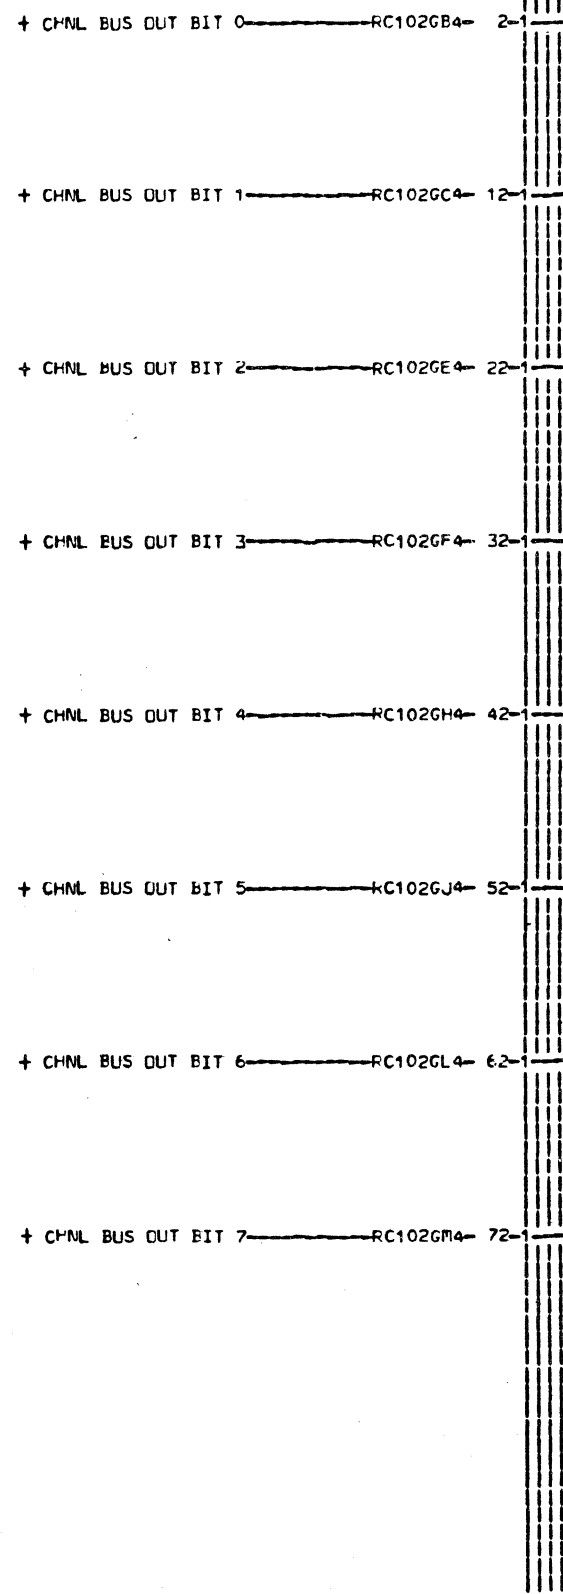 + CHNL BUS OUT BIT 0 RC102GB4- 2-1
+ CHNL BUS OUT BIT 1 RC102GC4- 12-1
+ CHNL BUS OUT BIT 2 RC102GE4- 22-1
+ CHNL BUS OUT BIT 3 RC102GF4- 32-1
+ CHNL BUS OUT BIT 4 RC102GH4- 42-1
+ CHNL BUS OUT BIT 5 RC102GJ4- 52-1
+ CHNL BUS OUT BIT 6 RC102GL4- 62-1
+ CHNL BUS OUT BIT 7 RC102GM4- 72-1